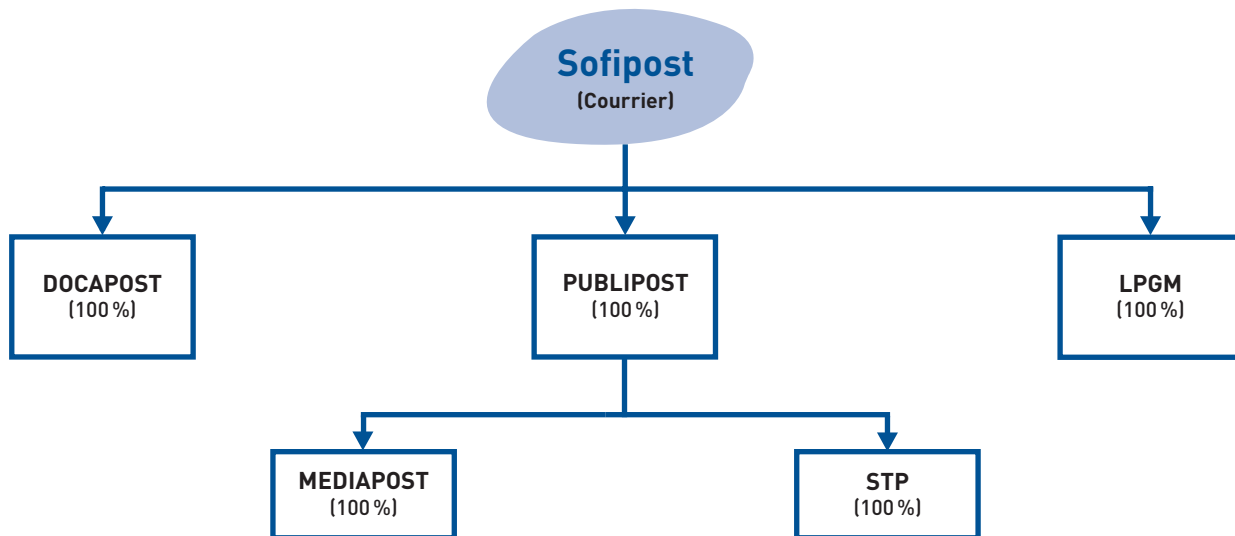 Sofipost
(Courrier)
DOCAPOST
(100 %)
PUBLIPOST
(100 %)
LPGM
(100 %)
MEDIAPOST
(100 %)
STP
(100 %)